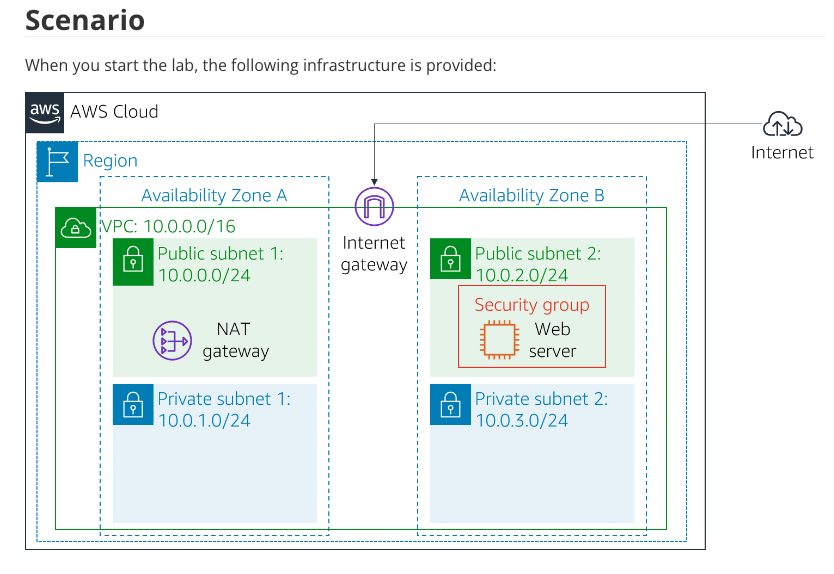 Scenario
When you start the lab, the following infrastructure is provided:
aws
AWS Cloud
Internet
Region
Availability Zone A
Availability Zone B
VPC: 10.0.0.0/16
Internet
gateway
Public subnet 1:
10.0.0.0/24
NAT
gateway
Public subnet 2:
10.0.2.0/24
Security group
Web
server
Private subnet 1:
10.0.1.0/24
Private subnet 2:
10.0.3.0/24